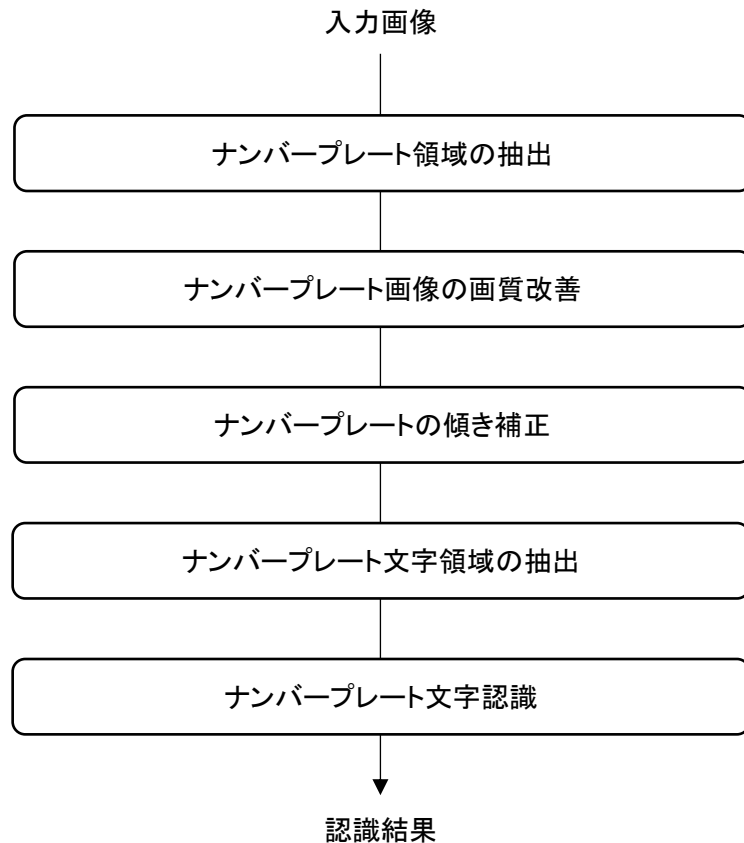 入力画像
ナンバープレート領域の抽出
ナンバープレート画像の画質改善
ナンバープレートの傾き補正
ナンバープレート文字領域の抽出
ナンバープレート文字認識
認識結果